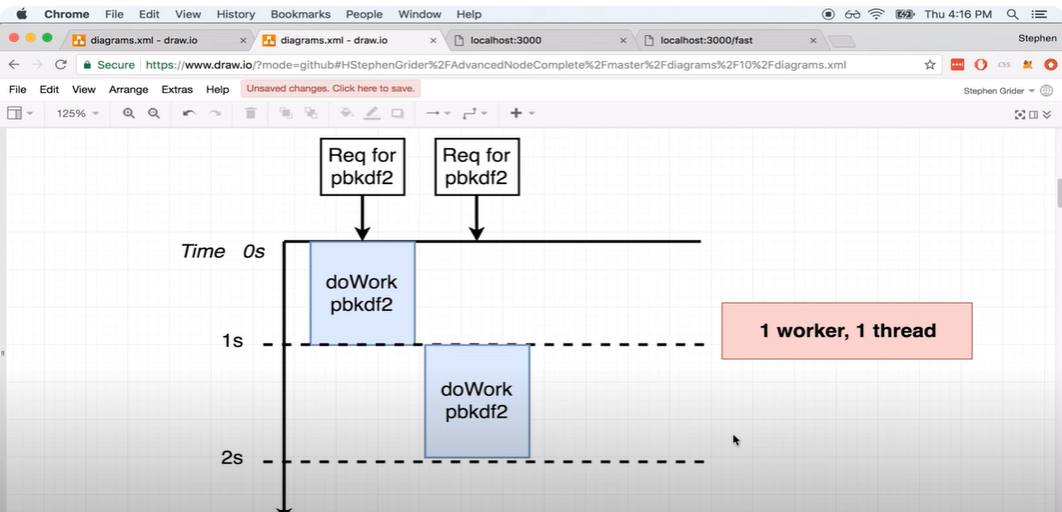 Chrome File Edit View History Bookmarks People Window Help Thu 4:16 PM
diagrams.xml - draw.io × diagrams.xml - draw.io × localhost:3000 × localhost:3000/fast × Stephen
Secure https://www.draw.io/?mode=github#HStephenGrider%2FAdvancedNodeComplete%2Fmaster%2Fdiagrams%2F10%2Fdiagrams.xml CSS
File Edit View Arrange Extras Help Unsaved changes. Click here to save. Stephen Grider
125%
Req for
pbkdf2
Req for
pbkdf2
Time 0s
doWork
pbkdf2
1s
1 worker, 1 thread
doWork
pbkdf2
2s